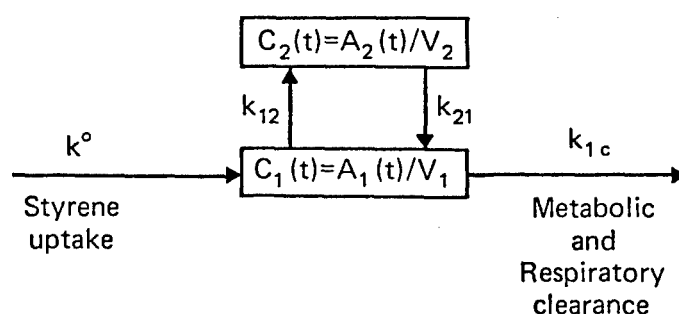 C₂(t)=A₂(t)/V₂
k₁₂
k₂₁
k°
C₁(t)=A₁(t)/V₁
k₁c
Styrene
uptake
Metabolic
and
Respiratory
clearance